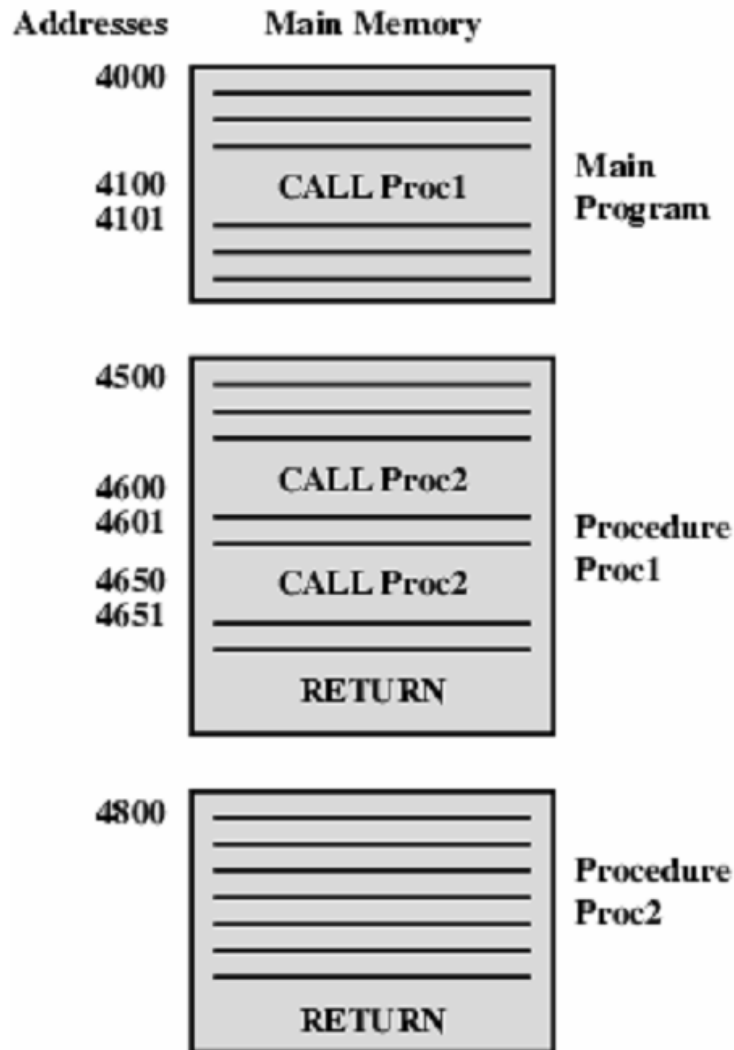 Addresses Main Memory
4000
4100 CALL Proc1
4101
Main
Program
4500
4600 CALL Proc2
4601
4650 CALL Proc2
4651
RETURN
Procedure
Proc1
4800
RETURN
Procedure
Proc2